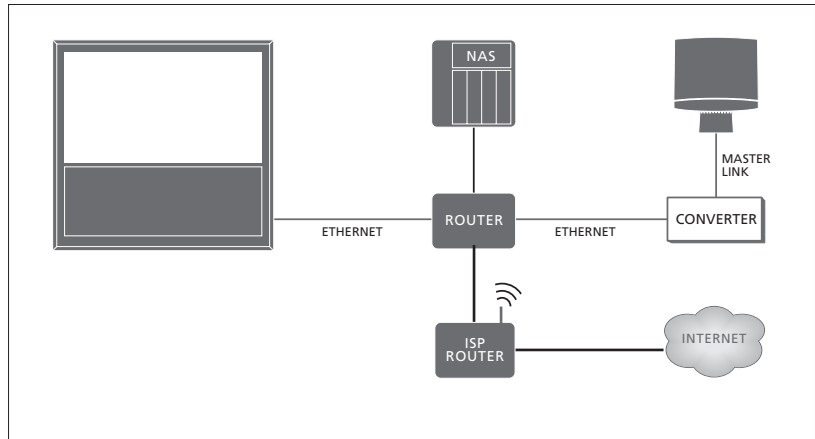 NAS
MASTER
LINK
ETHERNET
ROUTER
ETHERNET
CONVERTER
ISP
ROUTER
INTERNET